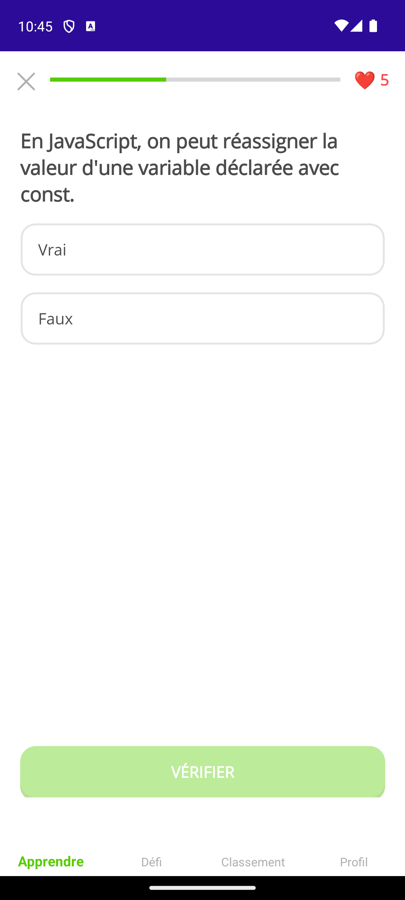 10:45
5
En JavaScript, on peut réassigner la
valeur d'une variable déclarée avec
const.
Vrai
Faux
VÉRIFIER
Apprendre Défi Classement Profil